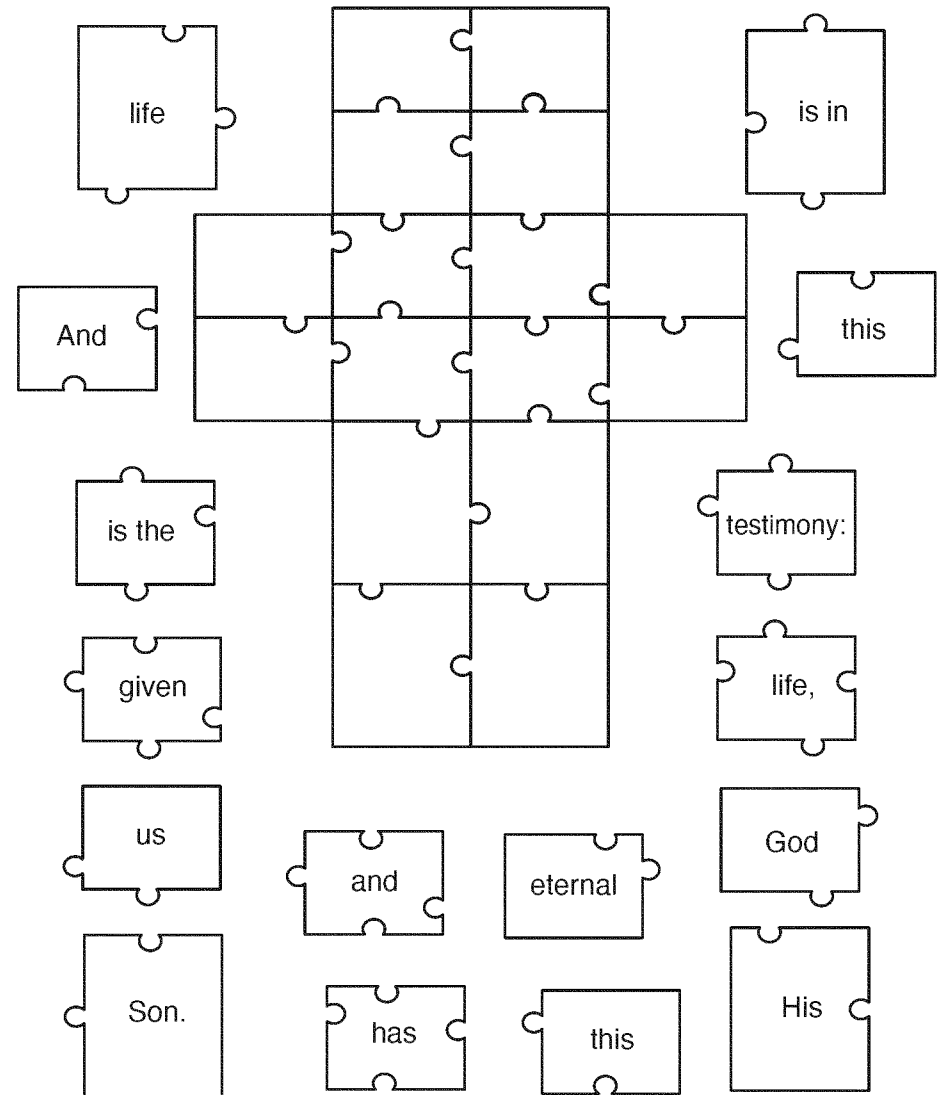 life
is in
And
this
is the
testimony:
given
life,
us
and
eternal
God
Son.
has
this
His